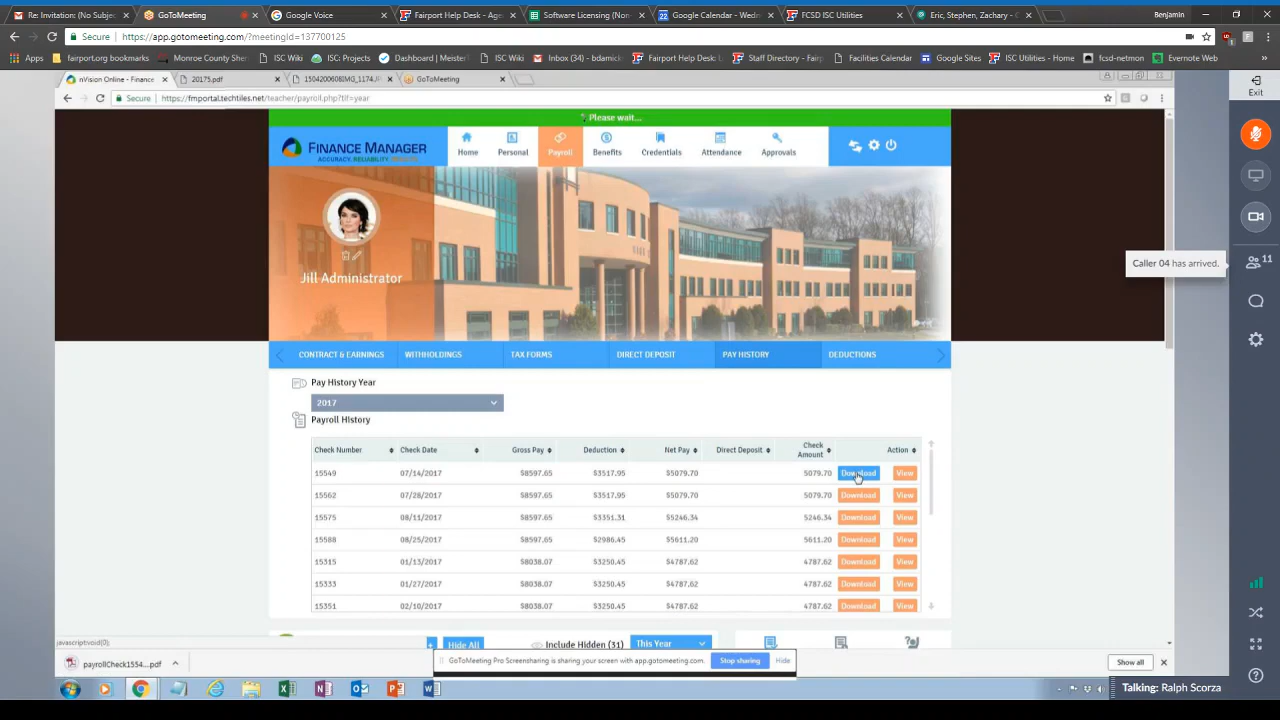 Re: Invitation: (No Subje
GoToMeeting
Google Voice
Fairport Help Desk - Age
Software Licensing (Non-
Google Calendar - Wedn
FCSD ISC Utilities
Eric, Stephen, Zachary -
Benjamin
Secure
https://app.gotomeeting.com/?meetingId=137700125
Apps
fairport.org bookmarks
Monroe County Sher
ISC Wiki
ISC: Projects
Dashboard | Meister
ISC Wiki
Inbox (34) - bdamick
Fairport Help Desk:
Staff Directory - Fairp
Facilities Calendar
Google Sites
ISC Utilities - Home
fcsd-netmon
Evernote Web
nVision Online - Finance
20175.pdf
GoToMeeting
Secure
https://fmportal.techtiles.net/teacher/payroll.php?tif=year
Exit
Please wait...
FINANCE MANAGER
ACCURACY. RELIABILITY.
Home
Personal
Payroll
Benefits
Credentials
Attendance
Approvals
Jill Administrator
Caller 04 has arrived.
11
CONTRACT & EARNINGS
WITHHOLDINGS
TAX FORMS
DIRECT DEPOSIT
PAY HISTORY
DEDUCTIONS
Pay History Year
2017
Payroll History
Check Number
Check Date
Gross Pay
Deduction
Net Pay
Direct Deposit
Check Amount
Action
15549 07/14/2017 $8597.65 $3517.95 $5079.70 5079.70 Download View
15562 07/28/2017 $8597.65 $3517.95 $5079.70 5079.70 Download View
15575 08/11/2017 $8597.65 $3351.31 $5246.34 5246.34 Download View
15588 08/25/2017 $8597.65 $2986.45 $5611.20 5611.20 Download View
15315 01/13/2017 $8038.07 $3250.45 $4787.62 4787.62 Download View
15333 01/27/2017 $8038.07 $3250.45 $4787.62 4787.62 Download View
15351 02/10/2017 $8038.07 $3250.45 $4787.62 4787.62 Download View
javascript:void(0);
Hide All
Include Hidden (31)
This Year
payrollCheck1554....pdf
GoToMeeting Pro Screensharing is sharing your screen with app.gotomeeting.com.
Stop sharing
Hide
Show all
Talking: Ralph Scorza